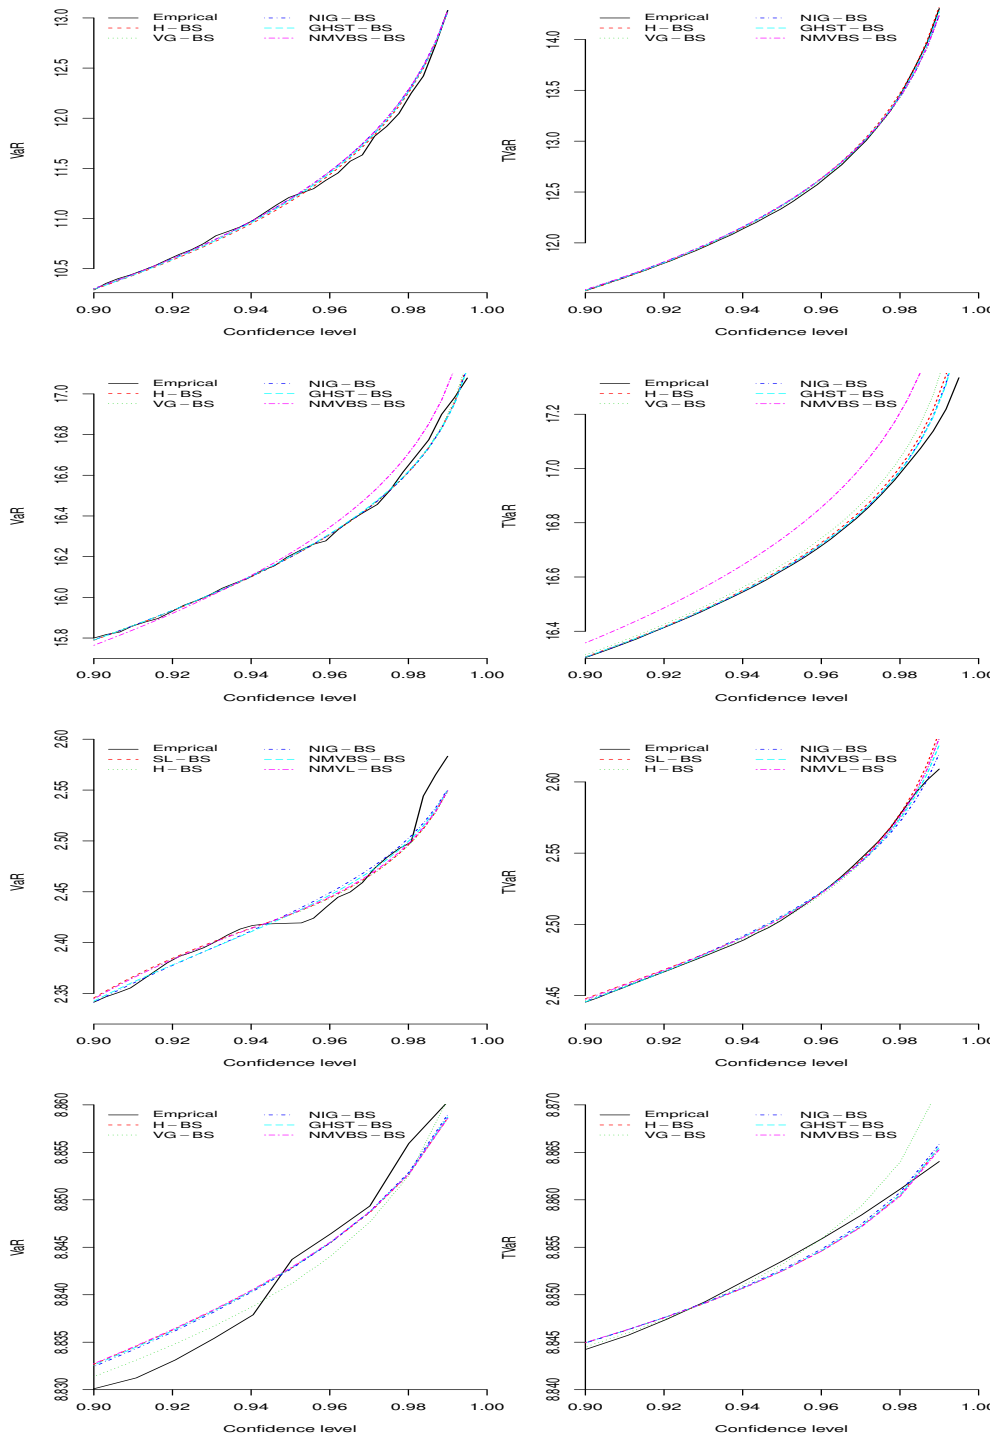 Emprical NIG−BS
H−BS GHST−BS
VG−BS NMVBS−BS
VaR
10.5 11.0 11.5 12.0 12.5 13.0
0.90 0.92 0.94 0.96 0.98 1.00
Confidence level
Emprical NIG−BS
H−BS GHST−BS
VG−BS NMVBS−BS
TVaR
12.0 12.5 13.0 13.5 14.0
0.90 0.92 0.94 0.96 0.98 1.00
Confidence level
Emprical NIG−BS
H−BS GHST−BS
VG−BS NMVBS−BS
VaR
15.8 16.0 16.2 16.4 16.6 16.8 17.0
0.90 0.92 0.94 0.96 0.98 1.00
Confidence level
Emprical NIG−BS
H−BS GHST−BS
VG−BS NMVBS−BS
TVaR
16.4 16.6 16.8 17.0 17.2
0.90 0.92 0.94 0.96 0.98 1.00
Confidence level
Emprical NIG−BS
SL−BS NMVBS−BS
H−BS NMVL−BS
VaR
2.35 2.40 2.45 2.50 2.55 2.60
0.90 0.92 0.94 0.96 0.98 1.00
Confidence level
Emprical NIG−BS
SL−BS NMVBS−BS
H−BS NMVL−BS
TVaR
2.45 2.50 2.55 2.60
0.90 0.92 0.94 0.96 0.98 1.00
Confidence level
Emprical NIG−BS
H−BS GHST−BS
VG−BS NMVBS−BS
VaR
8.830 8.835 8.840 8.845 8.850 8.855 8.860
0.90 0.92 0.94 0.96 0.98 1.00
Confidence level
Emprical NIG−BS
H−BS GHST−BS
VG−BS NMVBS−BS
TVaR
8.840 8.845 8.850 8.855 8.860 8.865 8.870
0.90 0.92 0.94 0.96 0.98 1.00
Confidence level